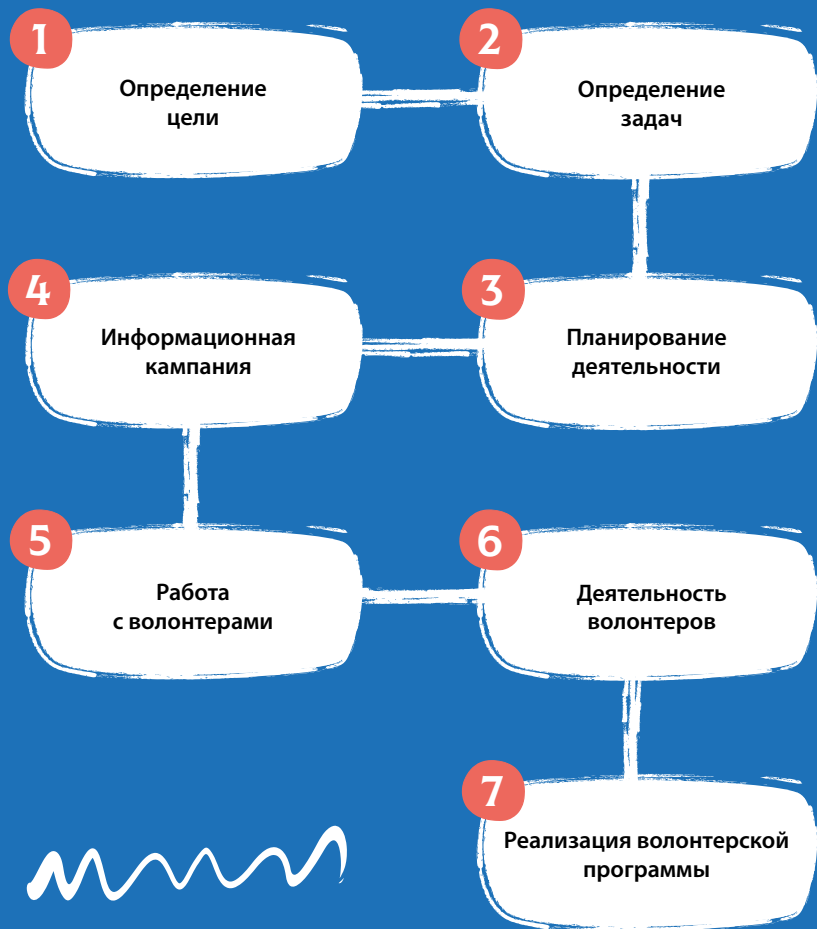 1
Определение
цели
2
Определение
задач
3
Планирование
деятельности
4
Информационная
кампания
5
Работа
с волонтерами
6
Деятельность
волонтеров
7
Реализация волонтерской
программы